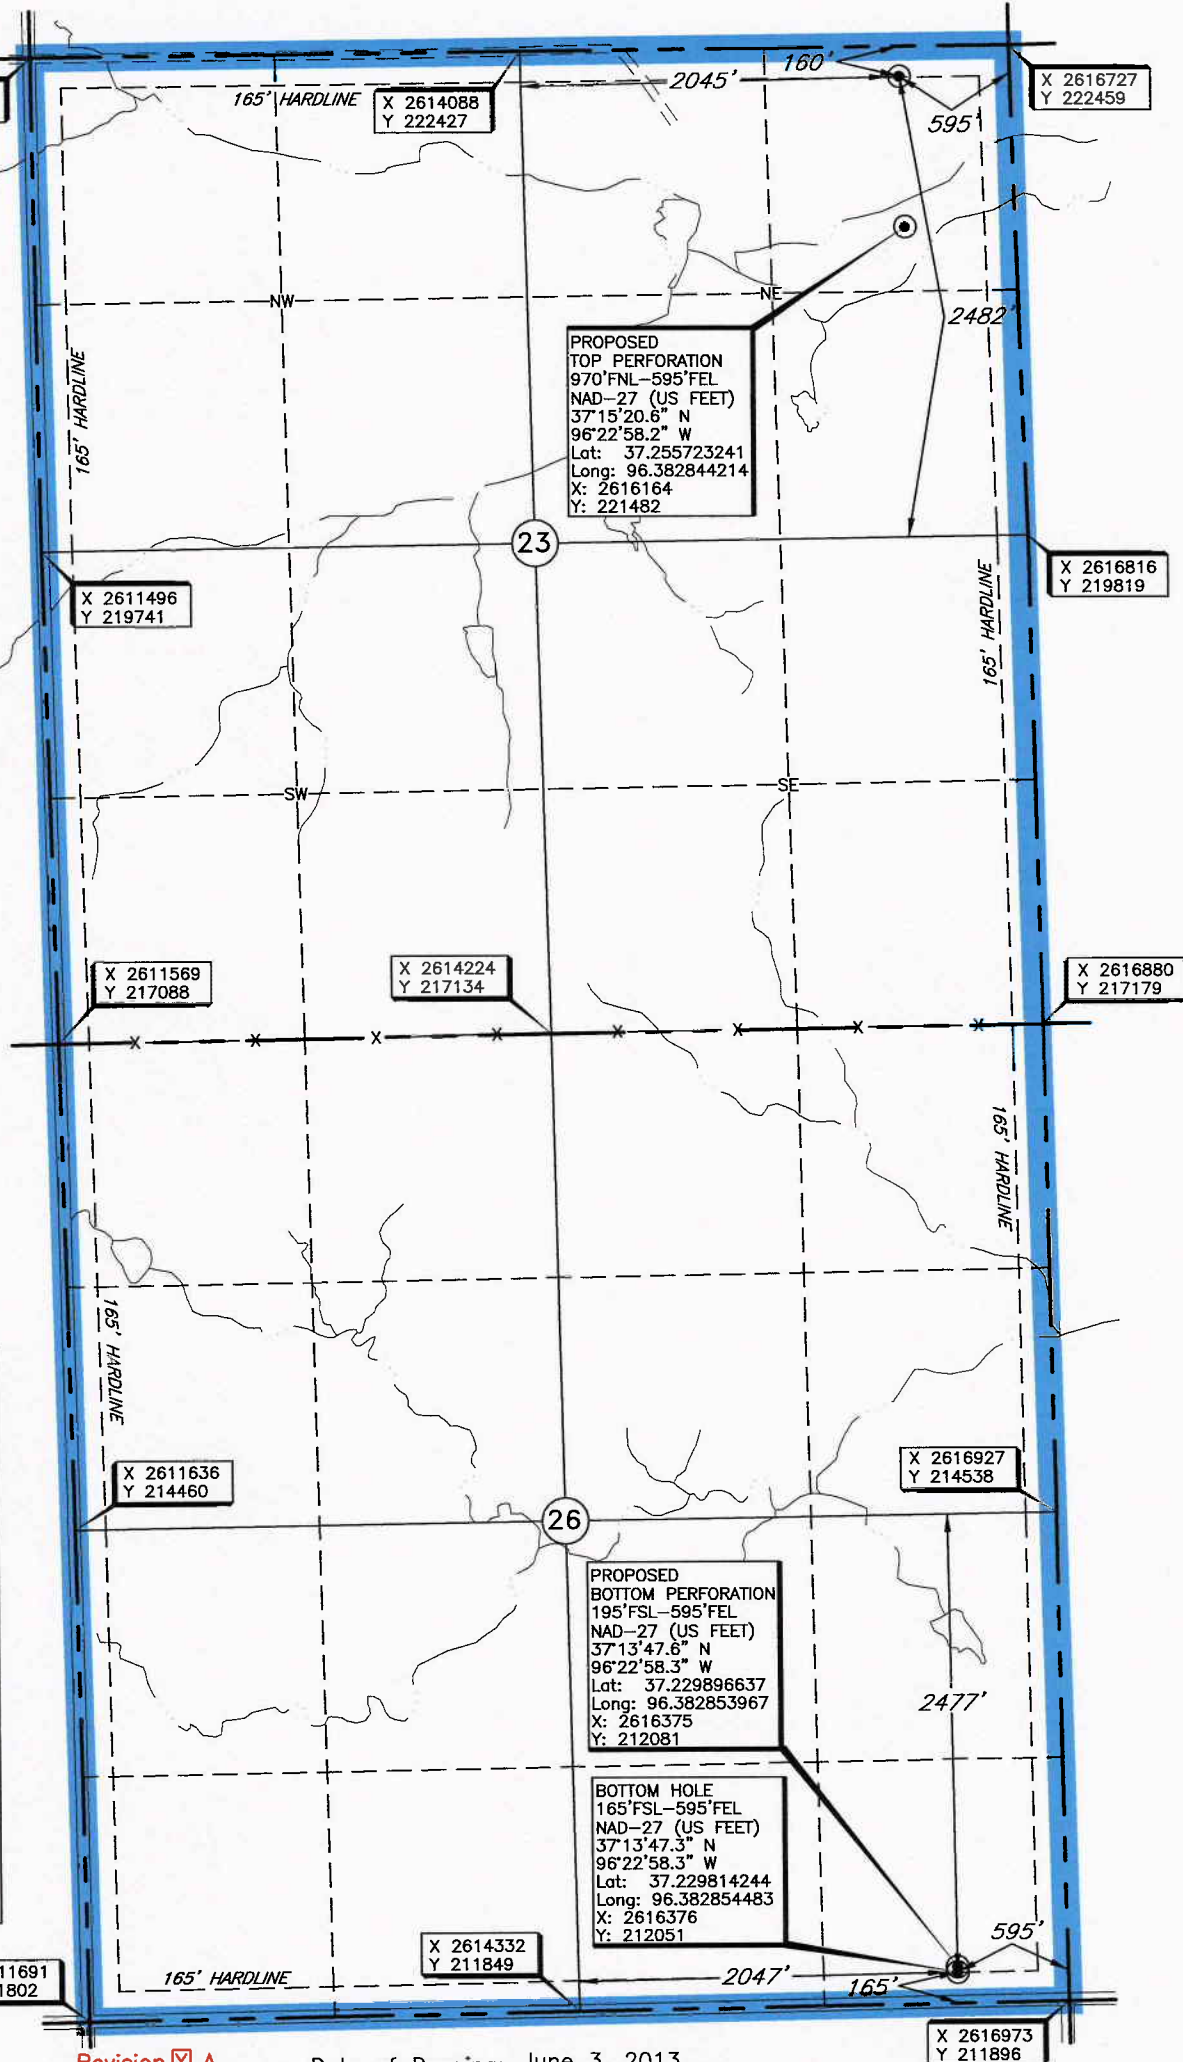 160'
2045'
165' HARDLINE
X 2614088
Y 222427
X 2616727
Y 222459
595'
NW
NE
2482'
PROPOSED
TOP PERFORATION
970'FNL-595'FEL
NAD-27 (US FEET)
37°15'20.6" N
96°22'58.2" W
Lat: 37.255723241
Long: 96.382844214
X: 2616164
Y: 221482
165' HARDLINE
23
X 2611496
Y 219741
X 2616816
Y 219819
165' HARDLINE
SW
SE
X 2611569
Y 217088
X 2614224
Y 217134
X 2616880
Y 217179
X X X X X X X X
165' HARDLINE
165' HARDLINE
X 2611636
Y 214460
X 2616927
Y 214538
26
PROPOSED
BOTTOM PERFORATION
195'FSL-595'FEL
NAD-27 (US FEET)
37°13'47.6" N
96°22'58.3" W
Lat: 37.229896637
Long: 96.382853967
X: 2616375
Y: 212081
2477'
BOTTOM HOLE
165'FSL-595'FEL
NAD-27 (US FEET)
37°13'47.3" N
96°22'58.3" W
Lat: 37.229814244
Long: 96.382854483
X: 2616376
Y: 212051
595'
11691
1802
X 2614332
Y 211849
165' HARDLINE
2047'
165'
X 2616973
Y 211896
Revision A
June 3, 2013